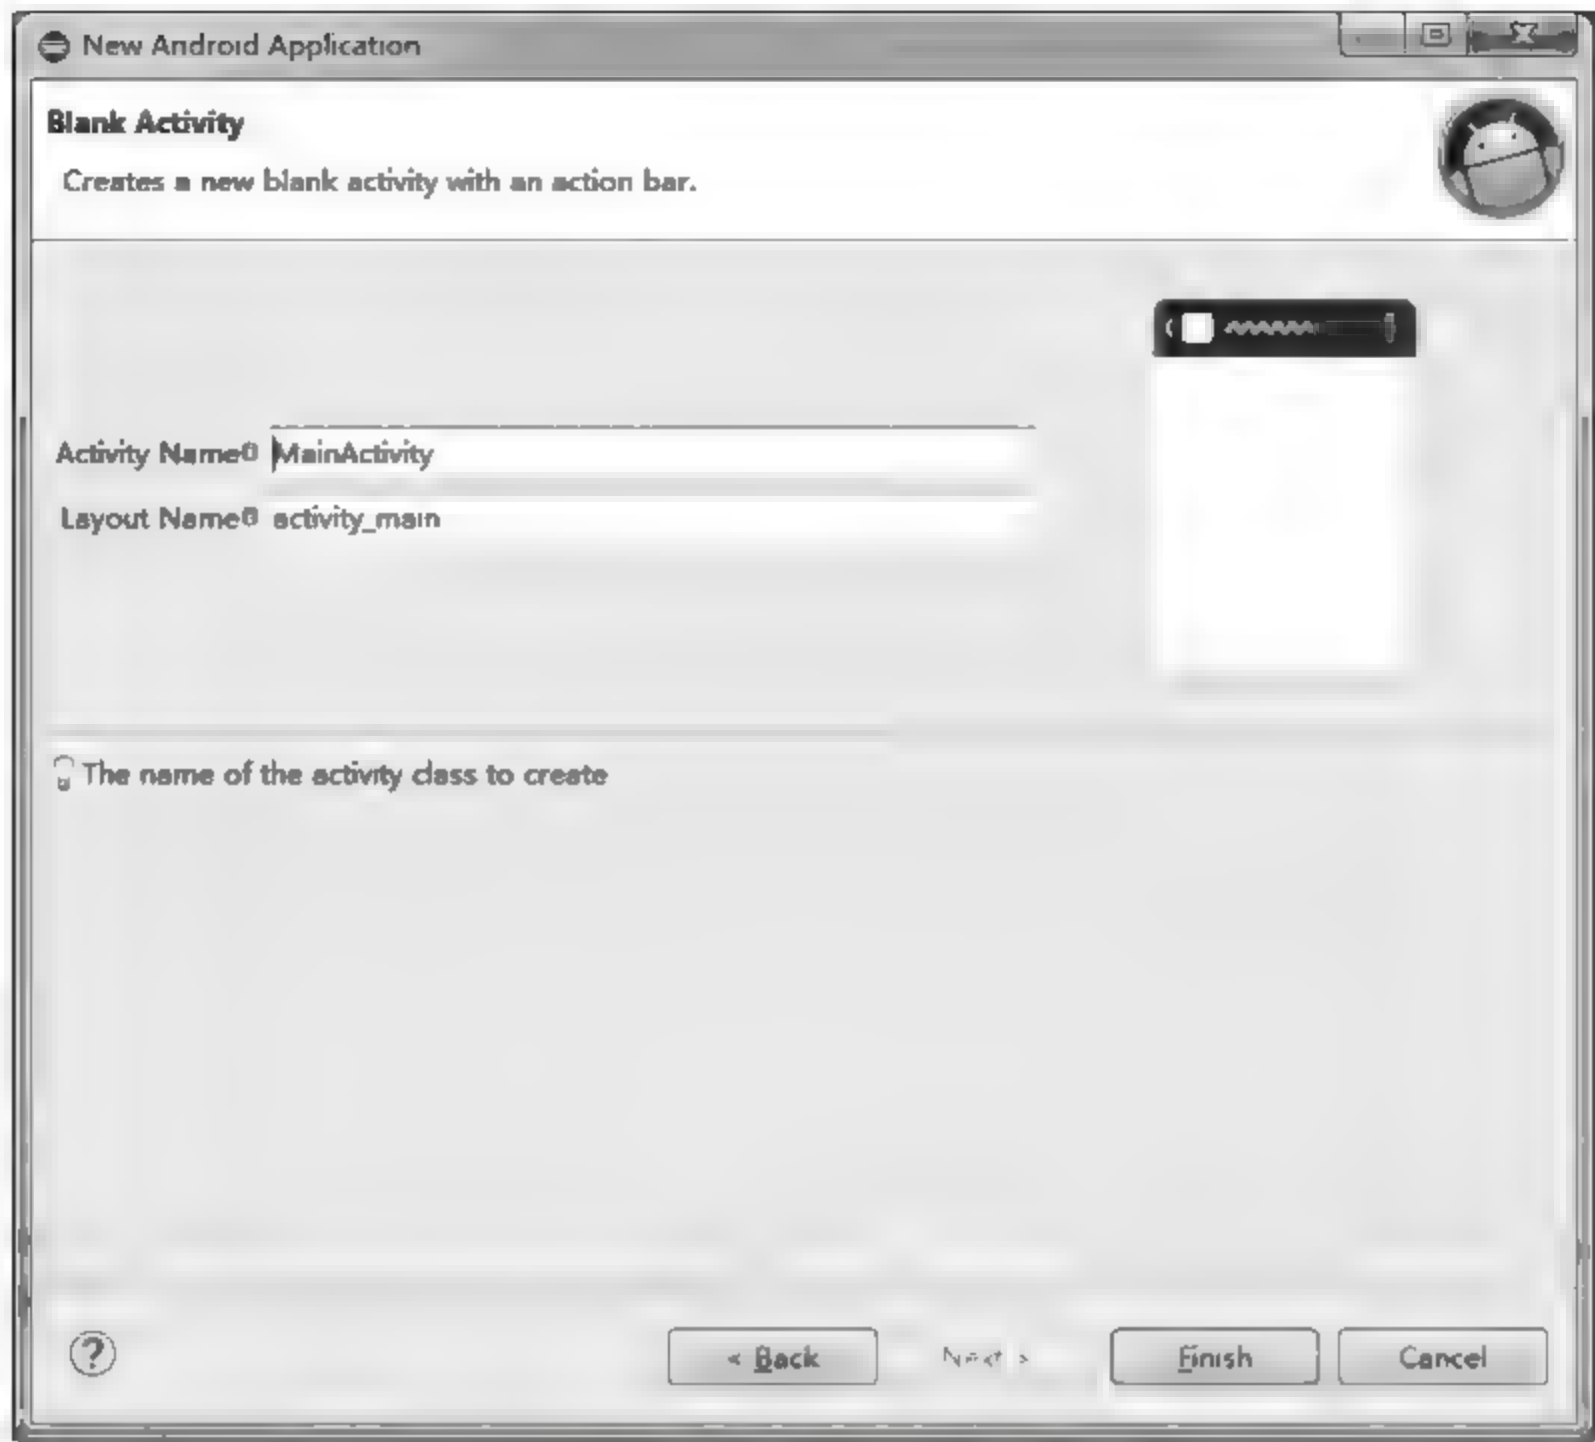 New Android Application
Blank Activity
Creates a new blank activity with an action bar.
Activity Name MainActivity
Layout Name activity_main
The name of the activity class to create
?
< Back Next > Finish Cancel